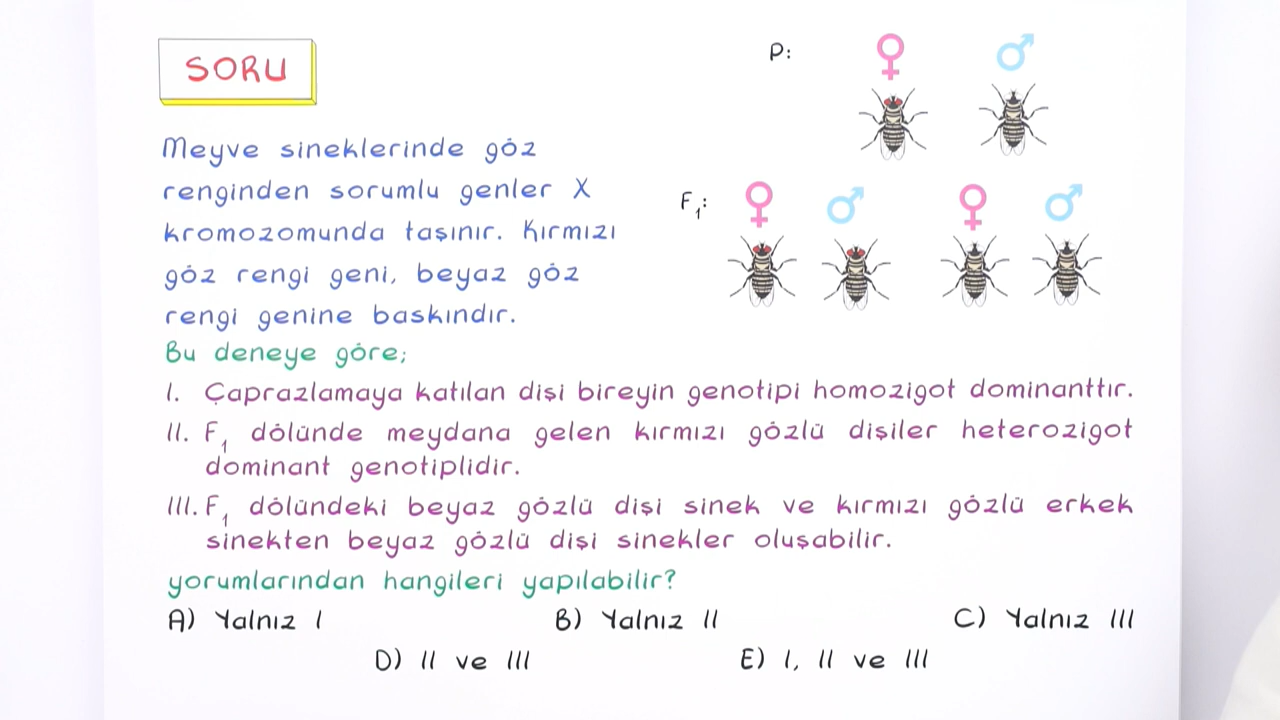 SORU
P:
Meyve sineklerinde göz
renginden sorumlu genler X
kromozomunda taşınır. Kırmızı
göz rengi geni, beyaz göz
rengi genine baskındır.
F₁:
Bu deneye göre;
I. Çaprazlamaya katılan dişi bireyin genotipi homozigot dominanttır.
II. F₁ dölünde meydana gelen kırmızı gözlü dişiler heterozigot
dominant genotiplidir.
III. F₁ dölündeki beyaz gözlü dişi sinek ve kırmızı gözlü erkek
sinekten beyaz gözlü dişi sinekler oluşabilir.
yorumlarından hangileri yapılabilir?
A) Yalnız I B) Yalnız II C) Yalnız III
D) II ve III E) I, II ve III